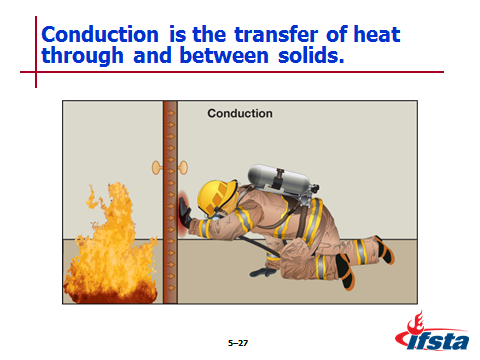 Conduction is the transfer of heat
through and between solids.
Conduction
5–27
ifsta